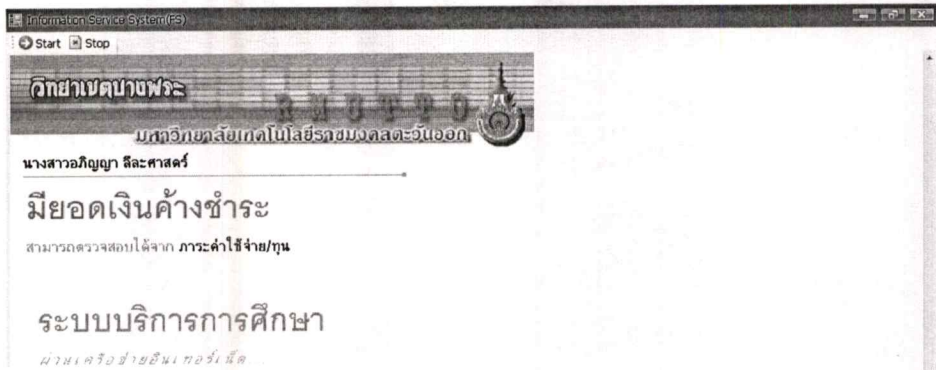 Information Service System(FS)
Start Stop
วิทยาเขตบางพระ
RMUTTO
มหาวิทยาลัยเทคโนโลยีราชมงคลตะวันออก
นางสาวอภิญญา ลีละศาสตร์
มียอดเงินค้างชำระ
สามารถตรวจสอบได้จาก ภาระค่าใช้จ่าย/ทุน
ระบบบริการการศึกษา
ผ่านเครือข่ายอินเทอร์เน็ต